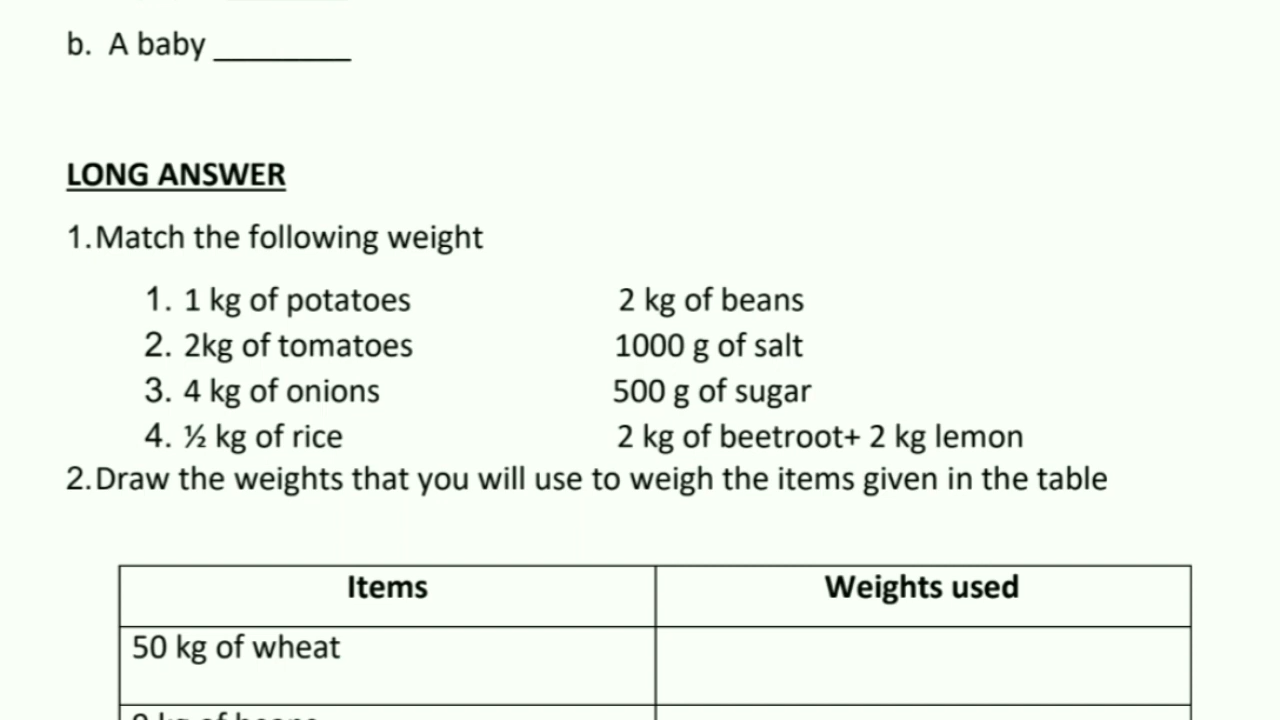 b. A baby ________
LONG ANSWER
1.Match the following weight
1. 1 kg of potatoes 2 kg of beans
2. 2kg of tomatoes 1000 g of salt
3. 4 kg of onions 500 g of sugar
4. ½ kg of rice 2 kg of beetroot+ 2 kg lemon
2.Draw the weights that you will use to weigh the items given in the table
Items Weights used
50 kg of wheat
kg of beans